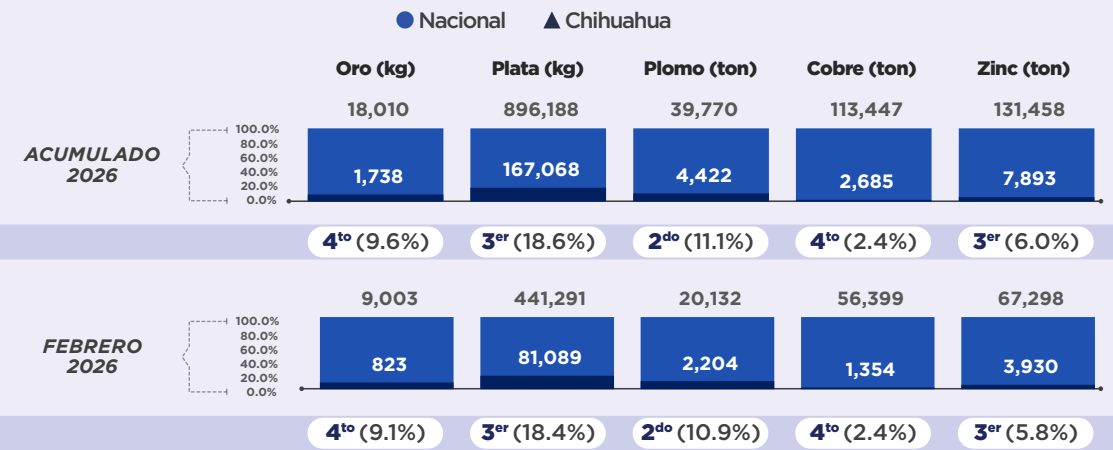 Nacional Chihuahua
Oro (kg) Plata (kg) Plomo (ton) Cobre (ton) Zinc (ton)
18,010 896,188 39,770 113,447 131,458
ACUMULADO
2026
100.0%
80.0%
60.0%
40.0%
20.0%
0.0%
1,738 167,068 4,422 2,685 7,893
4to (9.6%) 3er (18.6%) 2do (11.1%) 4to (2.4%) 3er (6.0%)
9,003 441,291 20,132 56,399 67,298
FEBRERO
2026
100.0%
80.0%
60.0%
40.0%
20.0%
0.0%
823 81,089 2,204 1,354 3,930
4to (9.1%) 3er (18.4%) 2do (10.9%) 4to (2.4%) 3er (5.8%)